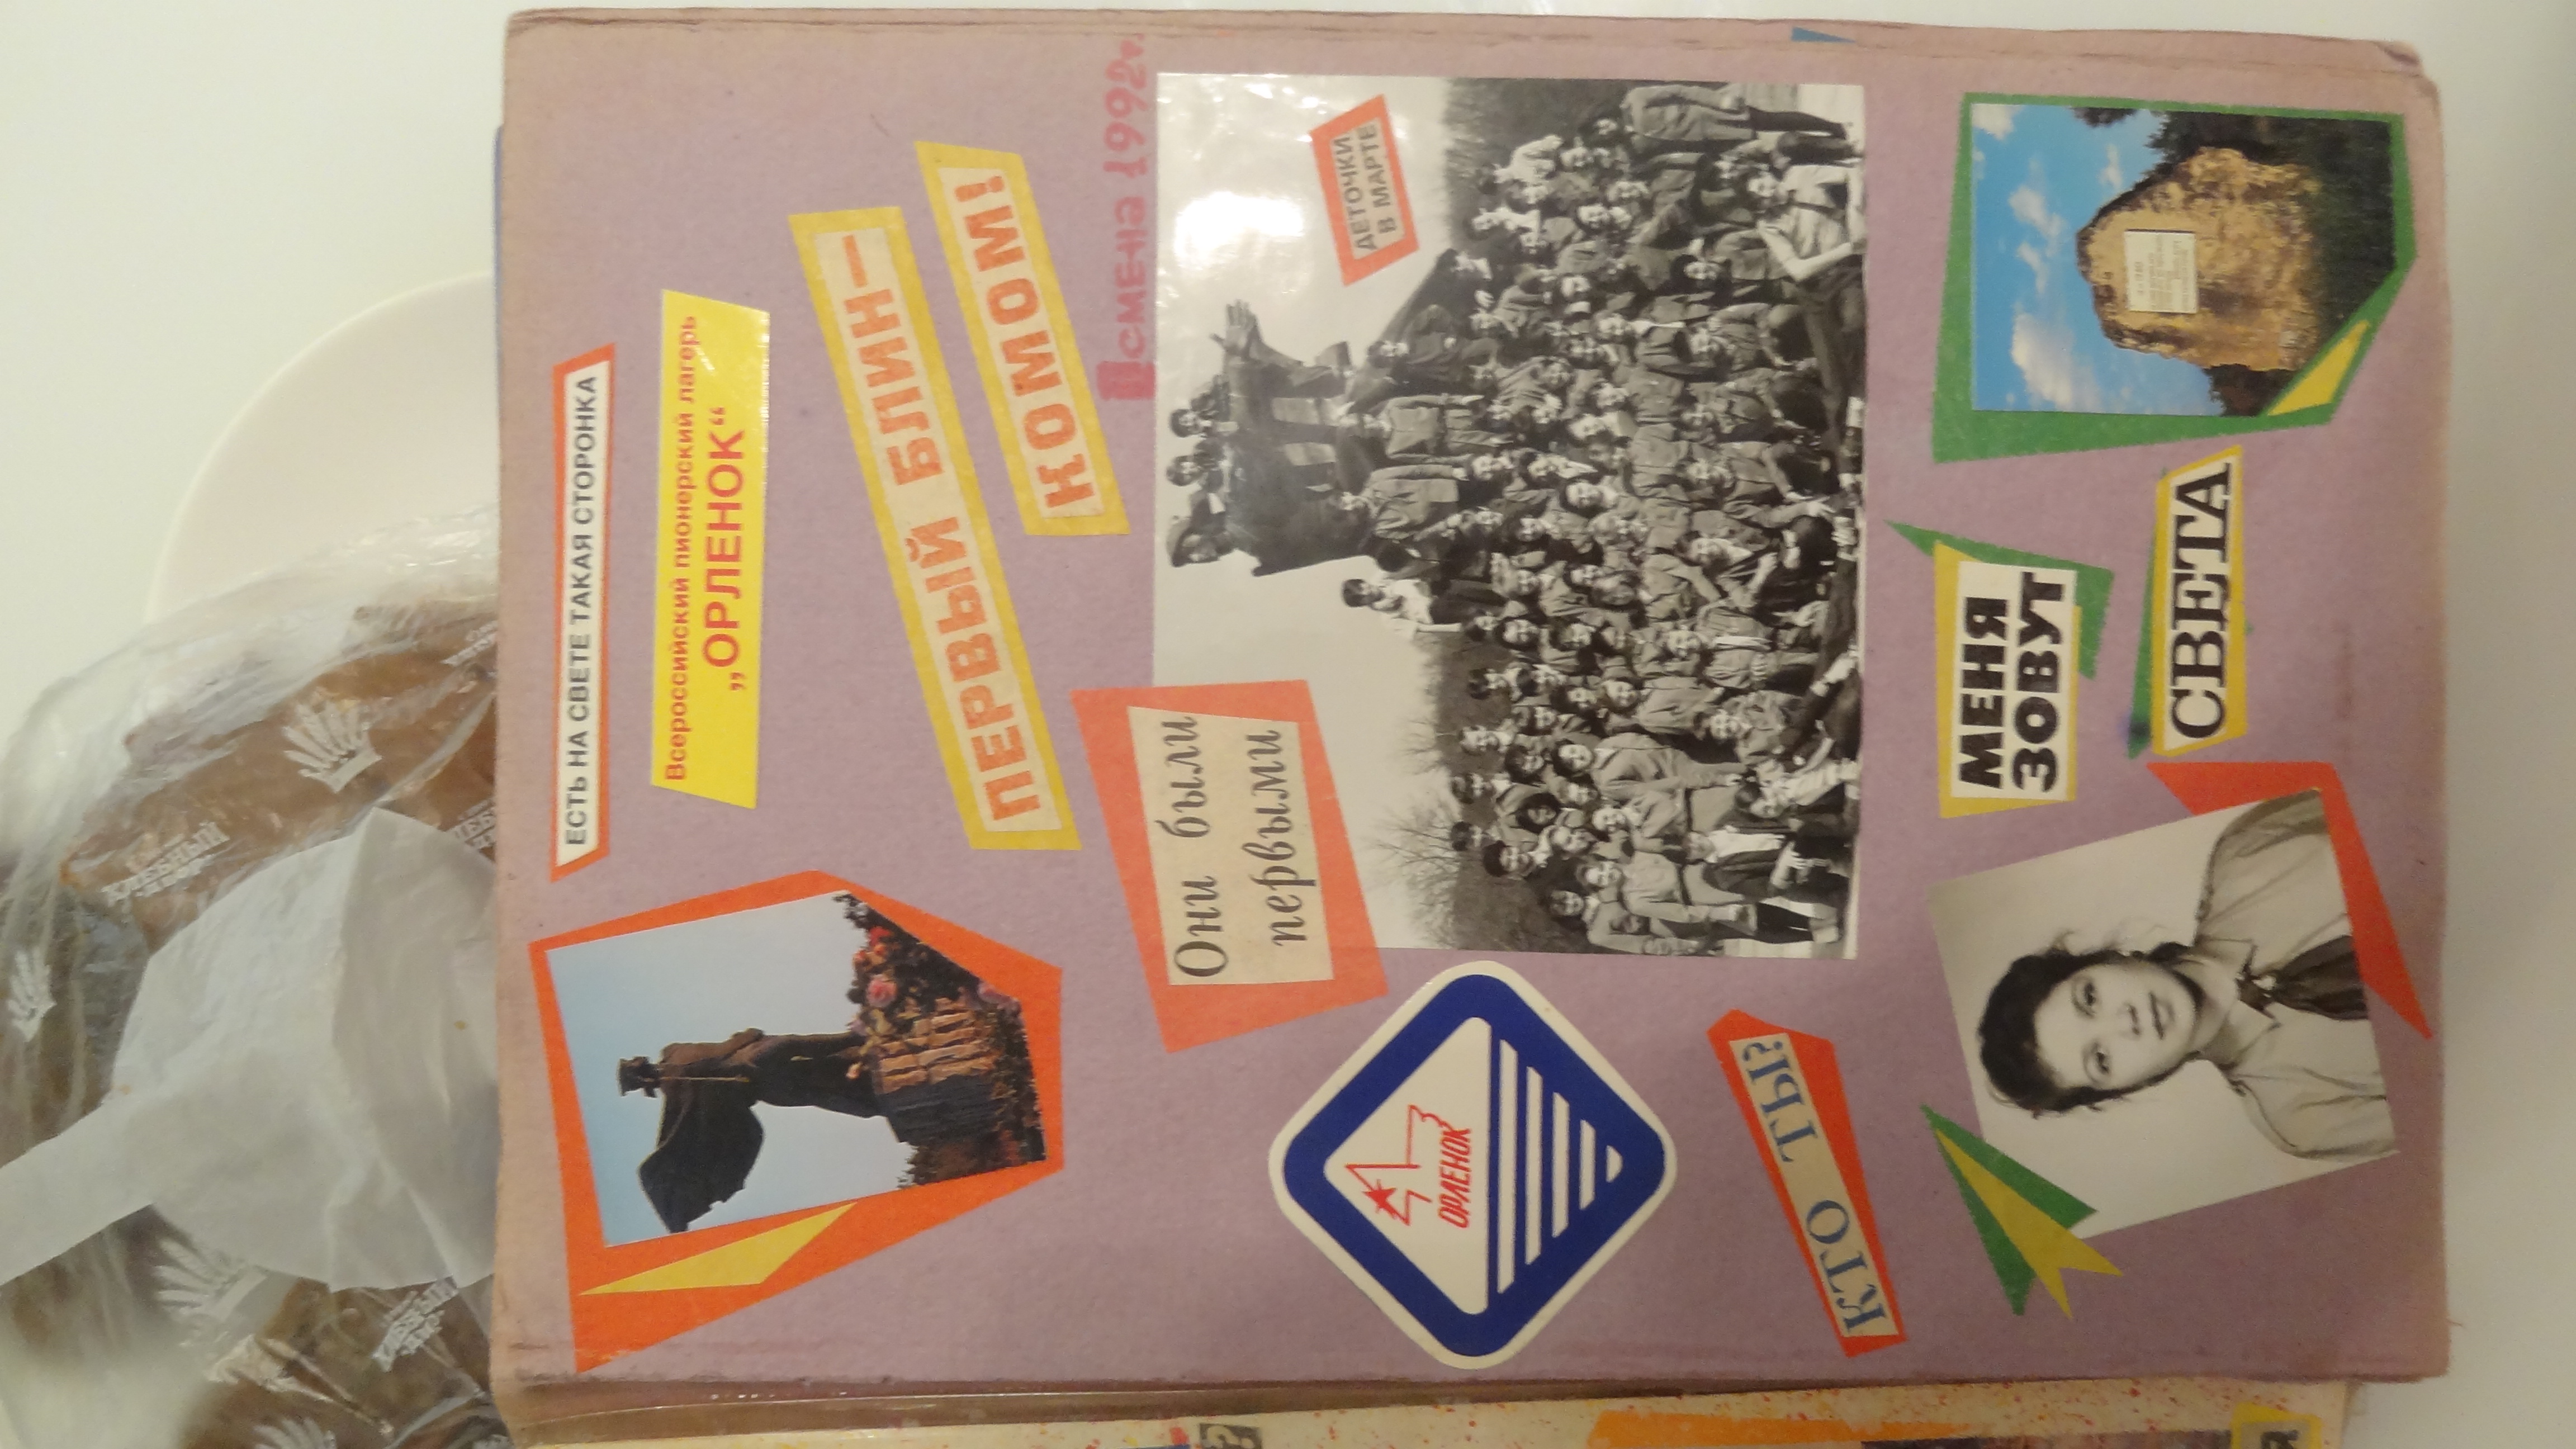 ЕСТЬ НА СВЕТЕ ТАКАЯ СТОРОНКА
Всероссийский пионерский лагерь
„ОРЛЕНОК“
ПЕРВЫЙ БЛИН—
КОМОМ!
смена 1992г.
ДЕТОЧКИ
В МАРТЕ
Они были
первыми
ОРЛЕНОК
КТО ТЫ?
МЕНЯ
ЗОВУТ
СВЕТА
ХЛЕБНЫЙ
?
Я